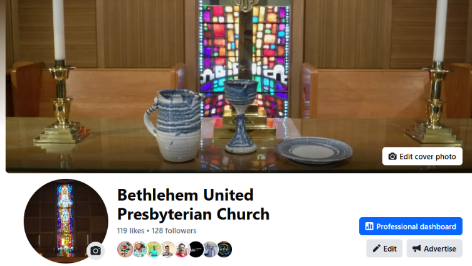 Edit cover photo
Bethlehem United
Presbyterian Church
119 likes • 128 followers
Professional dashboard
Edit
Advertise